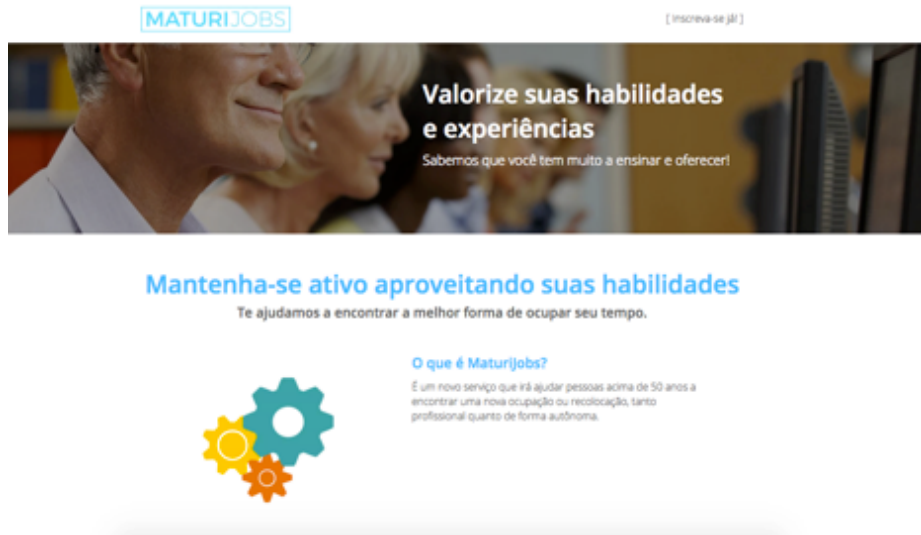 MATURIJOBS
[ Inscreva-se já! ]
Valorize suas habilidades
e experiências
Sabemos que você tem muito a ensinar e oferecer!
Mantenha-se ativo aproveitando suas habilidades
Te ajudamos a encontrar a melhor forma de ocupar seu tempo.
O que é MaturiJobs?
É um novo serviço que irá ajudar pessoas acima de 50 anos a
encontrar uma nova ocupação ou recolocação, tanto
profissional quanto de forma autônoma.